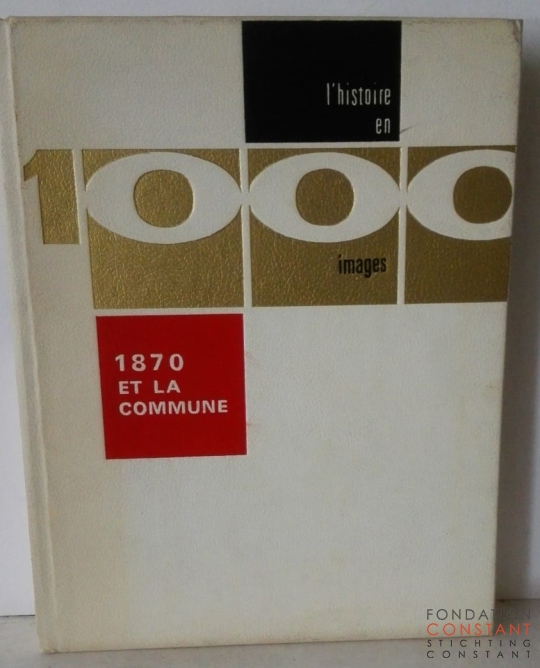 l'histoire
en
1000
images
1870
ET LA
COMMUNE
FONDATION
CONSTANT
STICHTING
CONSTANT